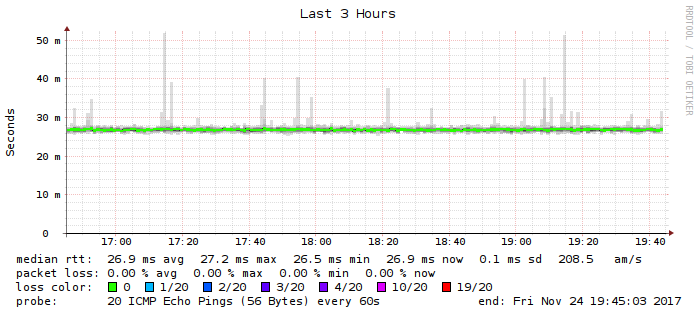 Last 3 Hours
RRDTOOL / TOBI OETIKER
Seconds
50 m
40 m
30 m
20 m
10 m
0
17:00 17:20 17:40 18:00 18:20 18:40 19:00 19:20 19:40
median rtt: 26.9 ms avg 27.2 ms max 26.5 ms min 26.9 ms now 0.1 ms sd 208.5 am/s
packet loss: 0.00 % avg 0.00 % max 0.00 % min 0.00 % now
loss color: 0 1/20 2/20 3/20 4/20 10/20 19/20
probe: 20 ICMP Echo Pings (56 Bytes) every 60s end: Fri Nov 24 19:45:03 2017